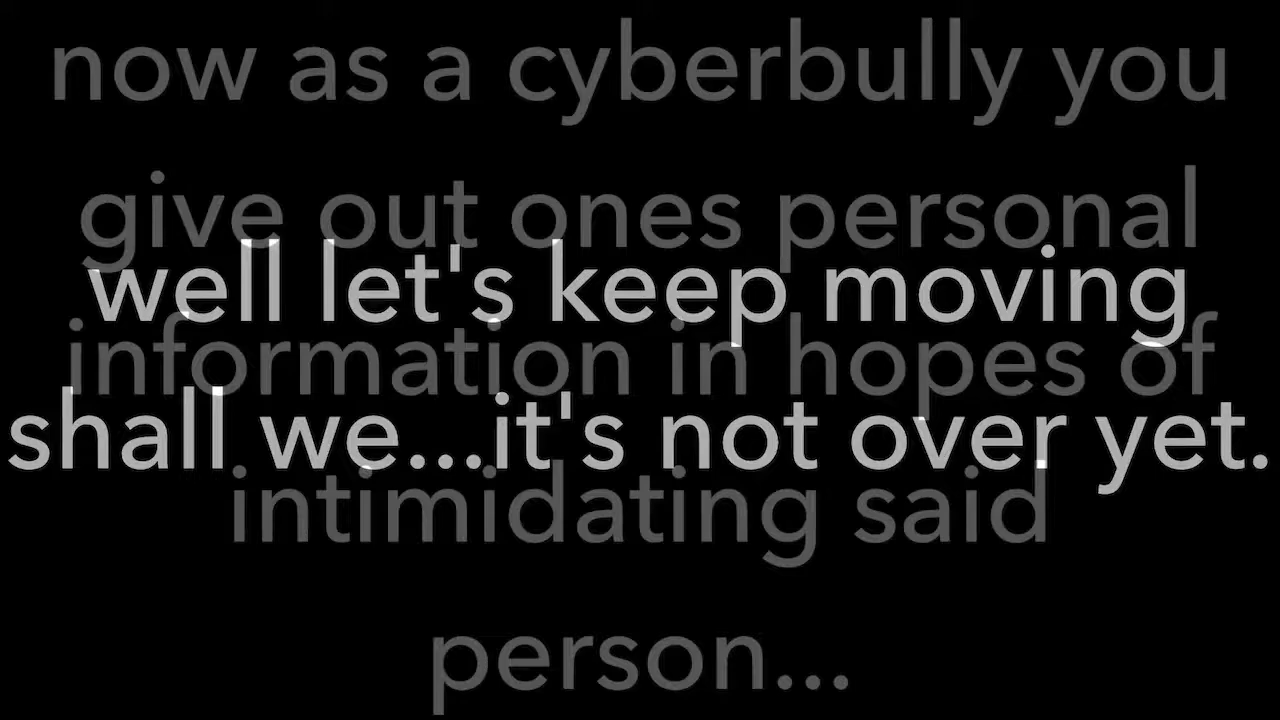 now as a cyberbully you
give out ones personal
well let's keep moving
information in hopes of
shall we...it's not over yet.
intimidating said
person...